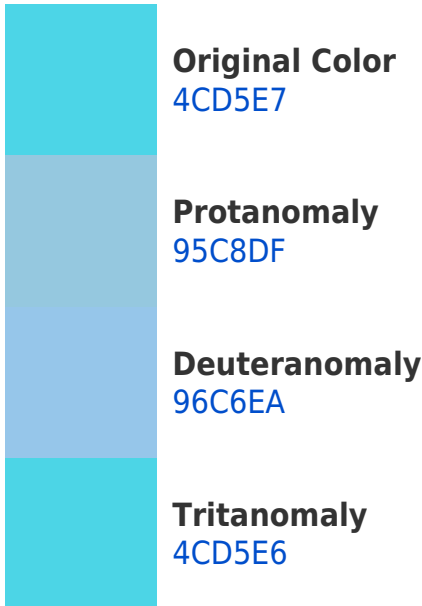 Original Color
4CD5E7
Protanomaly
95C8DF
Deuteranomaly
96C6EA
Tritanomaly
4CD5E6